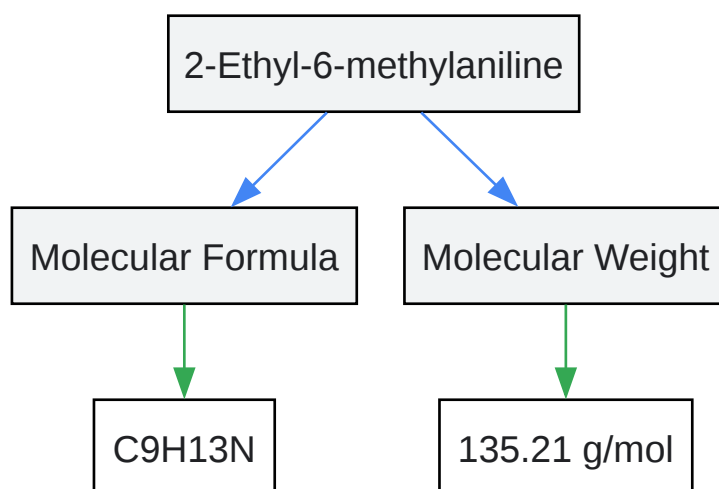 2-Ethyl-6-methylaniline
Molecular Formula
Molecular Weight
C9H13N
135.21 g/mol